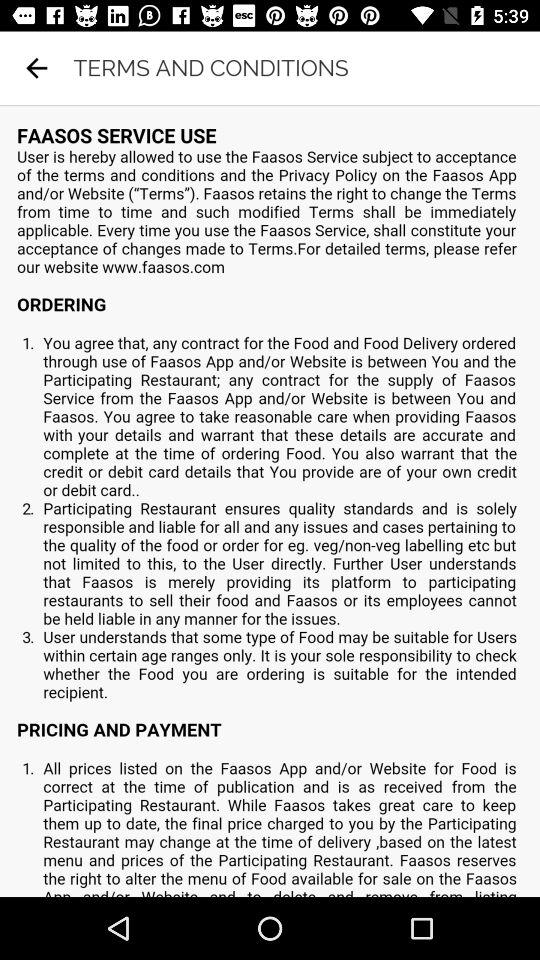 esc 5:39
TERMS AND CONDITIONS
FAASOS SERVICE USE
User is hereby allowed to use the Faasos Service subject to acceptance
of the terms and conditions and the Privacy Policy on the Faasos App
and/or Website (“Terms”). Faasos retains the right to change the Terms
from time to time and such modified Terms shall be immediately
applicable. Every time you use the Faasos Service, shall constitute your
acceptance of changes made to Terms.For detailed terms, please refer
our website www.faasos.com
ORDERING
1. You agree that, any contract for the Food and Food Delivery ordered
through use of Faasos App and/or Website is between You and the
Participating Restaurant; any contract for the supply of Faasos
Service from the Faasos App and/or Website is between You and
Faasos. You agree to take reasonable care when providing Faasos
with your details and warrant that these details are accurate and
complete at the time of ordering Food. You also warrant that the
credit or debit card details that You provide are of your own credit
or debit card..
2. Participating Restaurant ensures quality standards and is solely
responsible and liable for all and any issues and cases pertaining to
the quality of the food or order for eg. veg/non-veg labelling etc but
not limited to this, to the User directly. Further User understands
that Faasos is merely providing its platform to participating
restaurants to sell their food and Faasos or its employees cannot
be held liable in any manner for the issues.
3. User understands that some type of Food may be suitable for Users
within certain age ranges only. It is your sole responsibility to check
whether the Food you are ordering is suitable for the intended
recipient.
PRICING AND PAYMENT
1. All prices listed on the Faasos App and/or Website for Food is
correct at the time of publication and is as received from the
Participating Restaurant. While Faasos takes great care to keep
them up to date, the final price charged to you by the Participating
Restaurant may change at the time of delivery ,based on the latest
menu and prices of the Participating Restaurant. Faasos reserves
the right to alter the menu of Food available for sale on the Faasos
App and/or Website and to delete and remove from listing